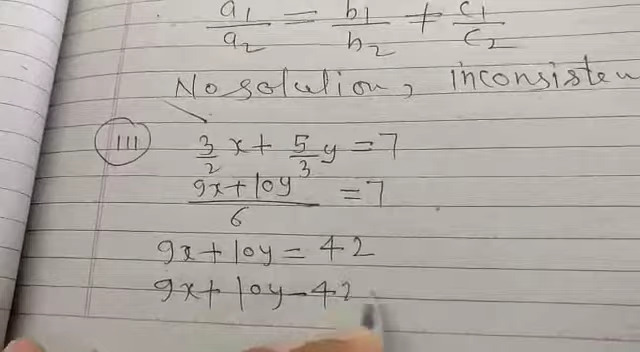 a₁/a₂ = b₁/b₂ ≠ c₁/c₂
No solution, inconsisten
(III) 3/2 x + 5/3 y = 7
(9x + 10y)/6 = 7
9x + 10y = 42
9x + 10y - 42